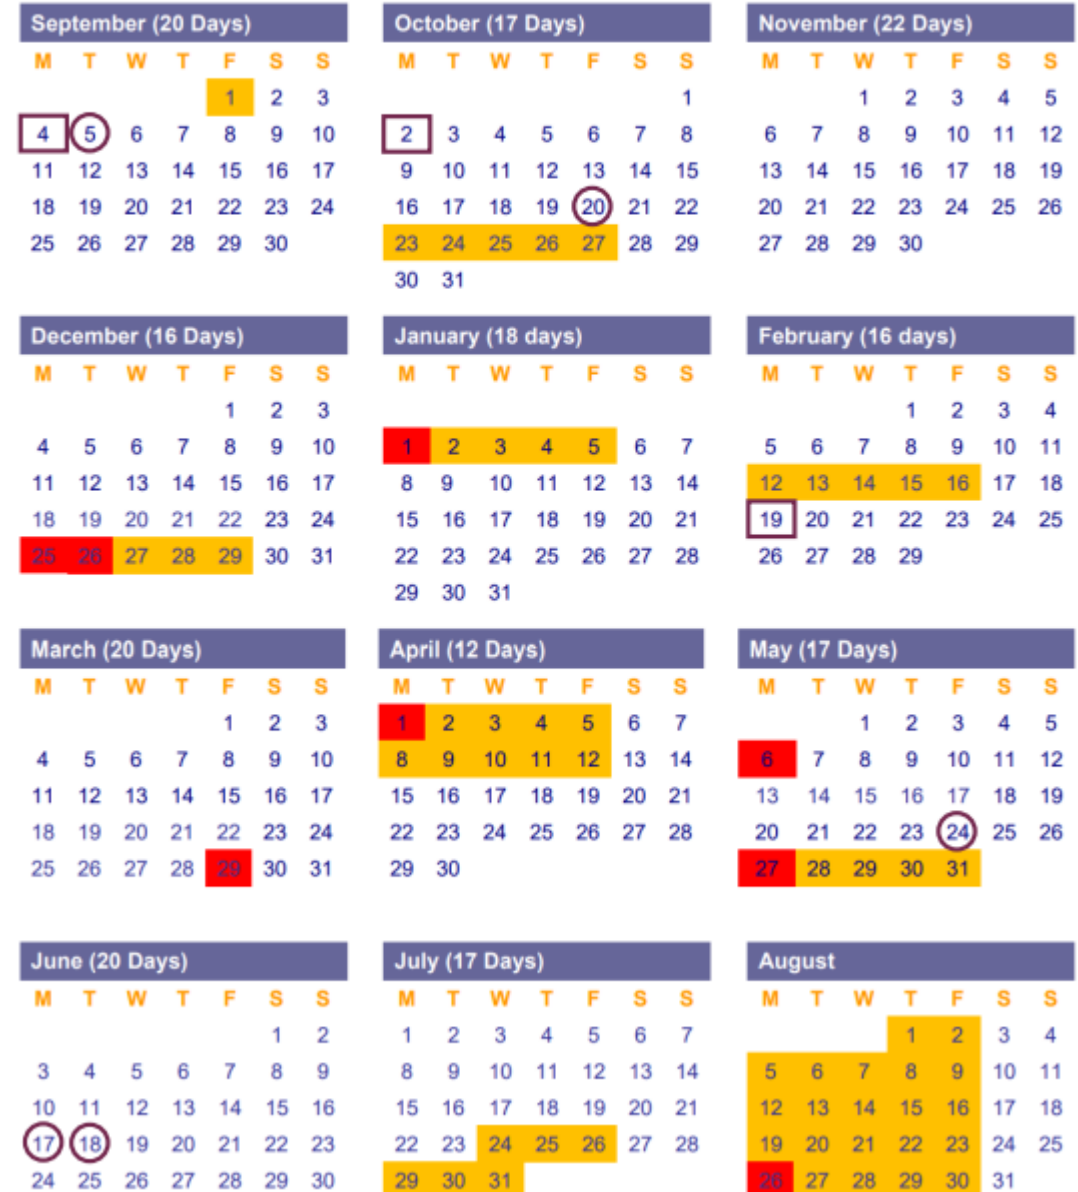 September (20 Days)
M T W T F S S
1 2 3
4 5 6 7 8 9 10
11 12 13 14 15 16 17
18 19 20 21 22 23 24
25 26 27 28 29 30
October (17 Days)
M T W T F S S
1
2 3 4 5 6 7 8
9 10 11 12 13 14 15
16 17 18 19 20 21 22
23 24 25 26 27 28 29
30 31
November (22 Days)
M T W T F S S
1 2 3 4 5
6 7 8 9 10 11 12
13 14 15 16 17 18 19
20 21 22 23 24 25 26
27 28 29 30
December (16 Days)
M T W T F S S
1 2 3
4 5 6 7 8 9 10
11 12 13 14 15 16 17
18 19 20 21 22 23 24
25 26 27 28 29 30 31
January (18 days)
M T W T F S S
1 2 3 4 5 6 7
8 9 10 11 12 13 14
15 16 17 18 19 20 21
22 23 24 25 26 27 28
29 30 31
February (16 days)
M T W T F S S
1 2 3 4
5 6 7 8 9 10 11
12 13 14 15 16 17 18
19 20 21 22 23 24 25
26 27 28 29
March (20 Days)
M T W T F S S
1 2 3
4 5 6 7 8 9 10
11 12 13 14 15 16 17
18 19 20 21 22 23 24
25 26 27 28 29 30 31
April (12 Days)
M T W T F S S
1 2 3 4 5 6 7
8 9 10 11 12 13 14
15 16 17 18 19 20 21
22 23 24 25 26 27 28
29 30
May (17 Days)
M T W T F S S
1 2 3 4 5
6 7 8 9 10 11 12
13 14 15 16 17 18 19
20 21 22 23 24 25 26
27 28 29 30 31
June (20 Days)
M T W T F S S
1 2
3 4 5 6 7 8 9
10 11 12 13 14 15 16
17 18 19 20 21 22 23
24 25 26 27 28 29 30
July (17 Days)
M T W T F S S
1 2 3 4 5 6 7
8 9 10 11 12 13 14
15 16 17 18 19 20 21
22 23 24 25 26 27 28
29 30 31
August
M T W T F S S
1 2 3 4
5 6 7 8 9 10 11
12 13 14 15 16 17 18
19 20 21 22 23 24 25
26 27 28 29 30 31